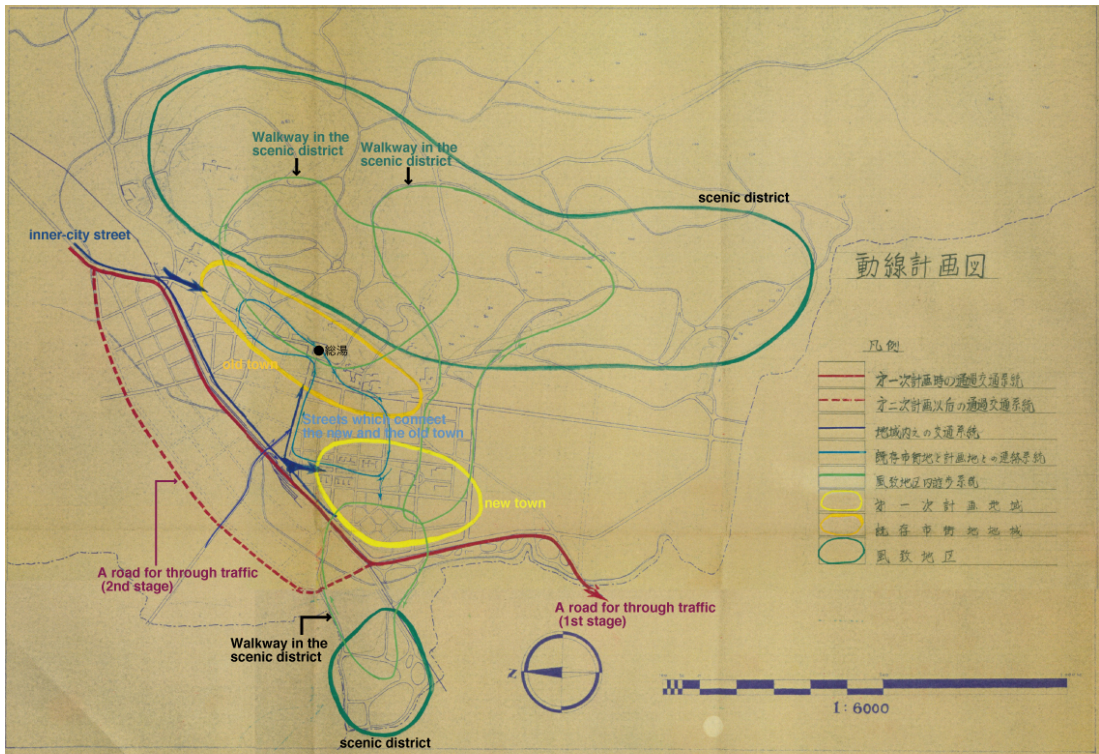 Walkway in the
scenic district
Walkway in the
scenic district
scenic district
inner-city street
動線計画図
総湯
old town
凡例
才一次計画時の通過交通系統
才二次計画以后の通過交通系統
地域内えの交通系統
既存市街地と計画地との連絡系統
風致地区内遊歩系統
才一次計画地域
既存市街地地域
風致地区
Streets which connect
the new and the old town
new town
A road for through traffic
(2nd stage)
A road for through traffic
(1st stage)
Walkway in the
scenic district
scenic district
Z
1:6000